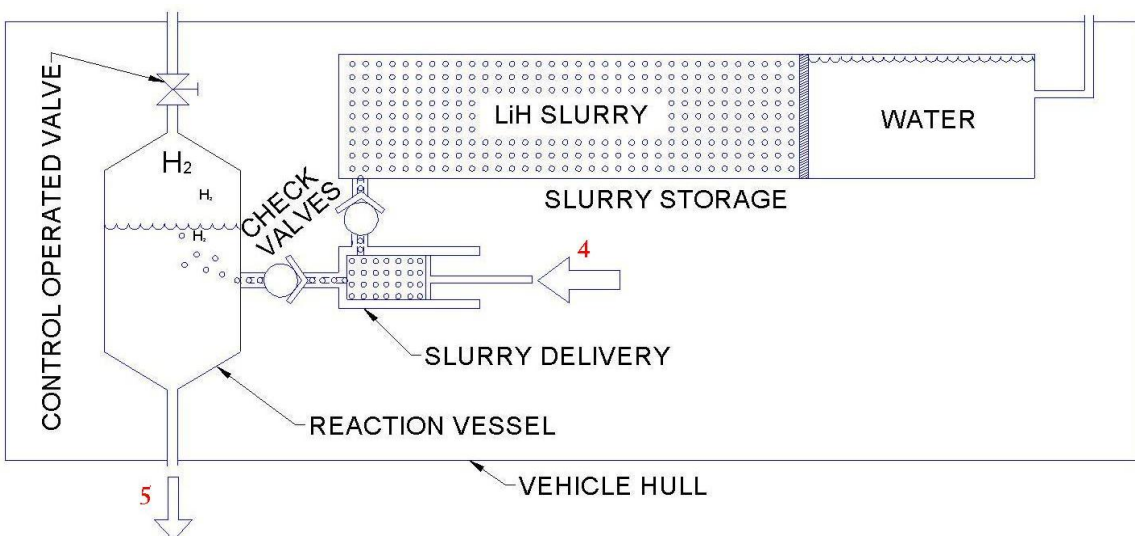 CONTROL OPERATED VALVE
H₂
H₂
H₂
CHECK
VALVES
LiH SLURRY
WATER
SLURRY STORAGE
4
SLURRY DELIVERY
REACTION VESSEL
5
VEHICLE HULL